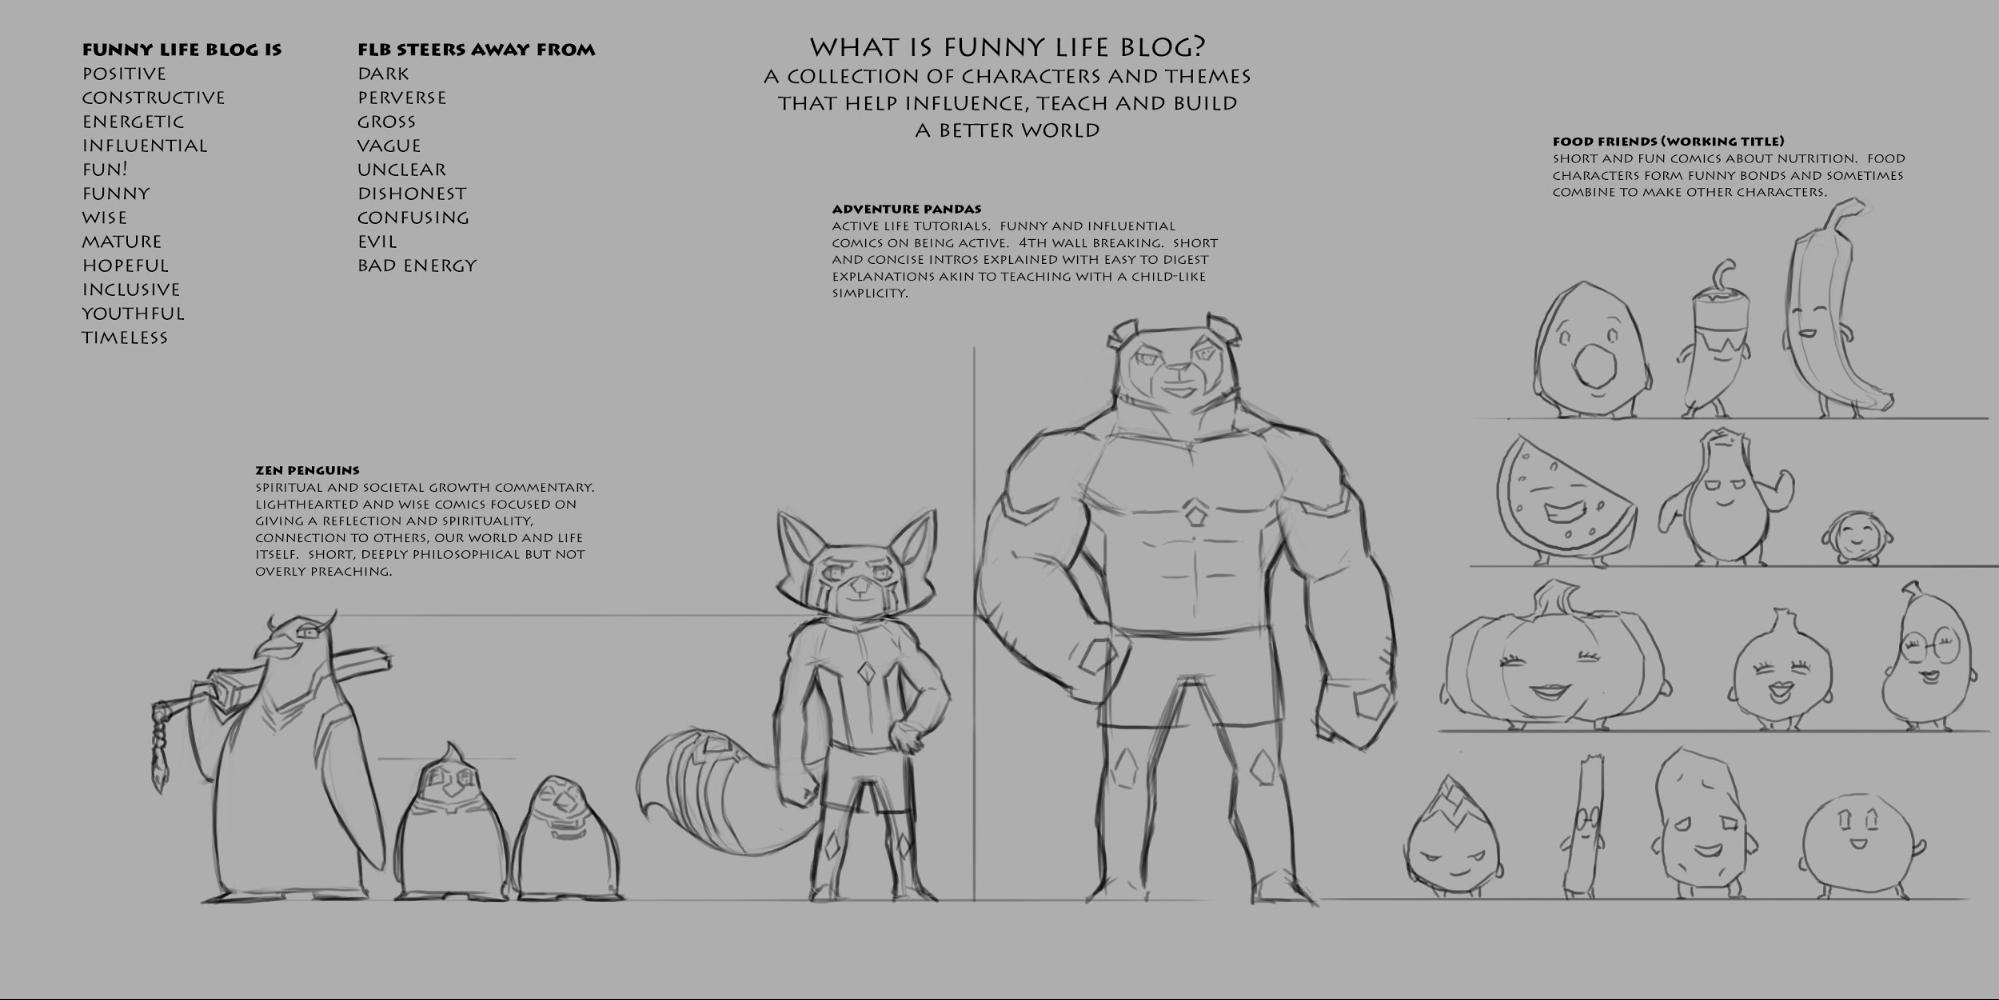 FUNNY LIFE BLOG IS
POSITIVE
CONSTRUCTIVE
ENERGETIC
INFLUENTIAL
FUN!
FUNNY
WISE
MATURE
HOPEFUL
INCLUSIVE
YOUTHFUL
TIMELESS
FLB STEERS AWAY FROM
DARK
PERVERSE
GROSS
VAGUE
UNCLEAR
DISHONEST
CONFUSING
EVIL
BAD ENERGY
WHAT IS FUNNY LIFE BLOG?
A COLLECTION OF CHARACTERS AND THEMES
THAT HELP INFLUENCE, TEACH AND BUILD
A BETTER WORLD
FOOD FRIENDS (WORKING TITLE)
SHORT AND FUN COMICS ABOUT NUTRITION. FOOD
CHARACTERS FORM FUNNY BONDS AND SOMETIMES
COMBINE TO MAKE OTHER CHARACTERS.
ADVENTURE PANDAS
ACTIVE LIFE TUTORIALS. FUNNY AND INFLUENTIAL
COMICS ON BEING ACTIVE. 4TH WALL BREAKING. SHORT
AND CONCISE INTROS EXPLAINED WITH EASY TO DIGEST
EXPLANATIONS AKIN TO TEACHING WITH A CHILD-LIKE
SIMPLICITY.
ZEN PENGUINS
SPIRITUAL AND SOCIETAL GROWTH COMMENTARY.
LIGHTHEARTED AND WISE COMICS FOCUSED ON
GIVING A REFLECTION AND SPIRITUALITY,
CONNECTION TO OTHERS, OUR WORLD AND LIFE
ITSELF. SHORT, DEEPLY PHILOSOPHICAL BUT NOT
OVERLY PREACHING.